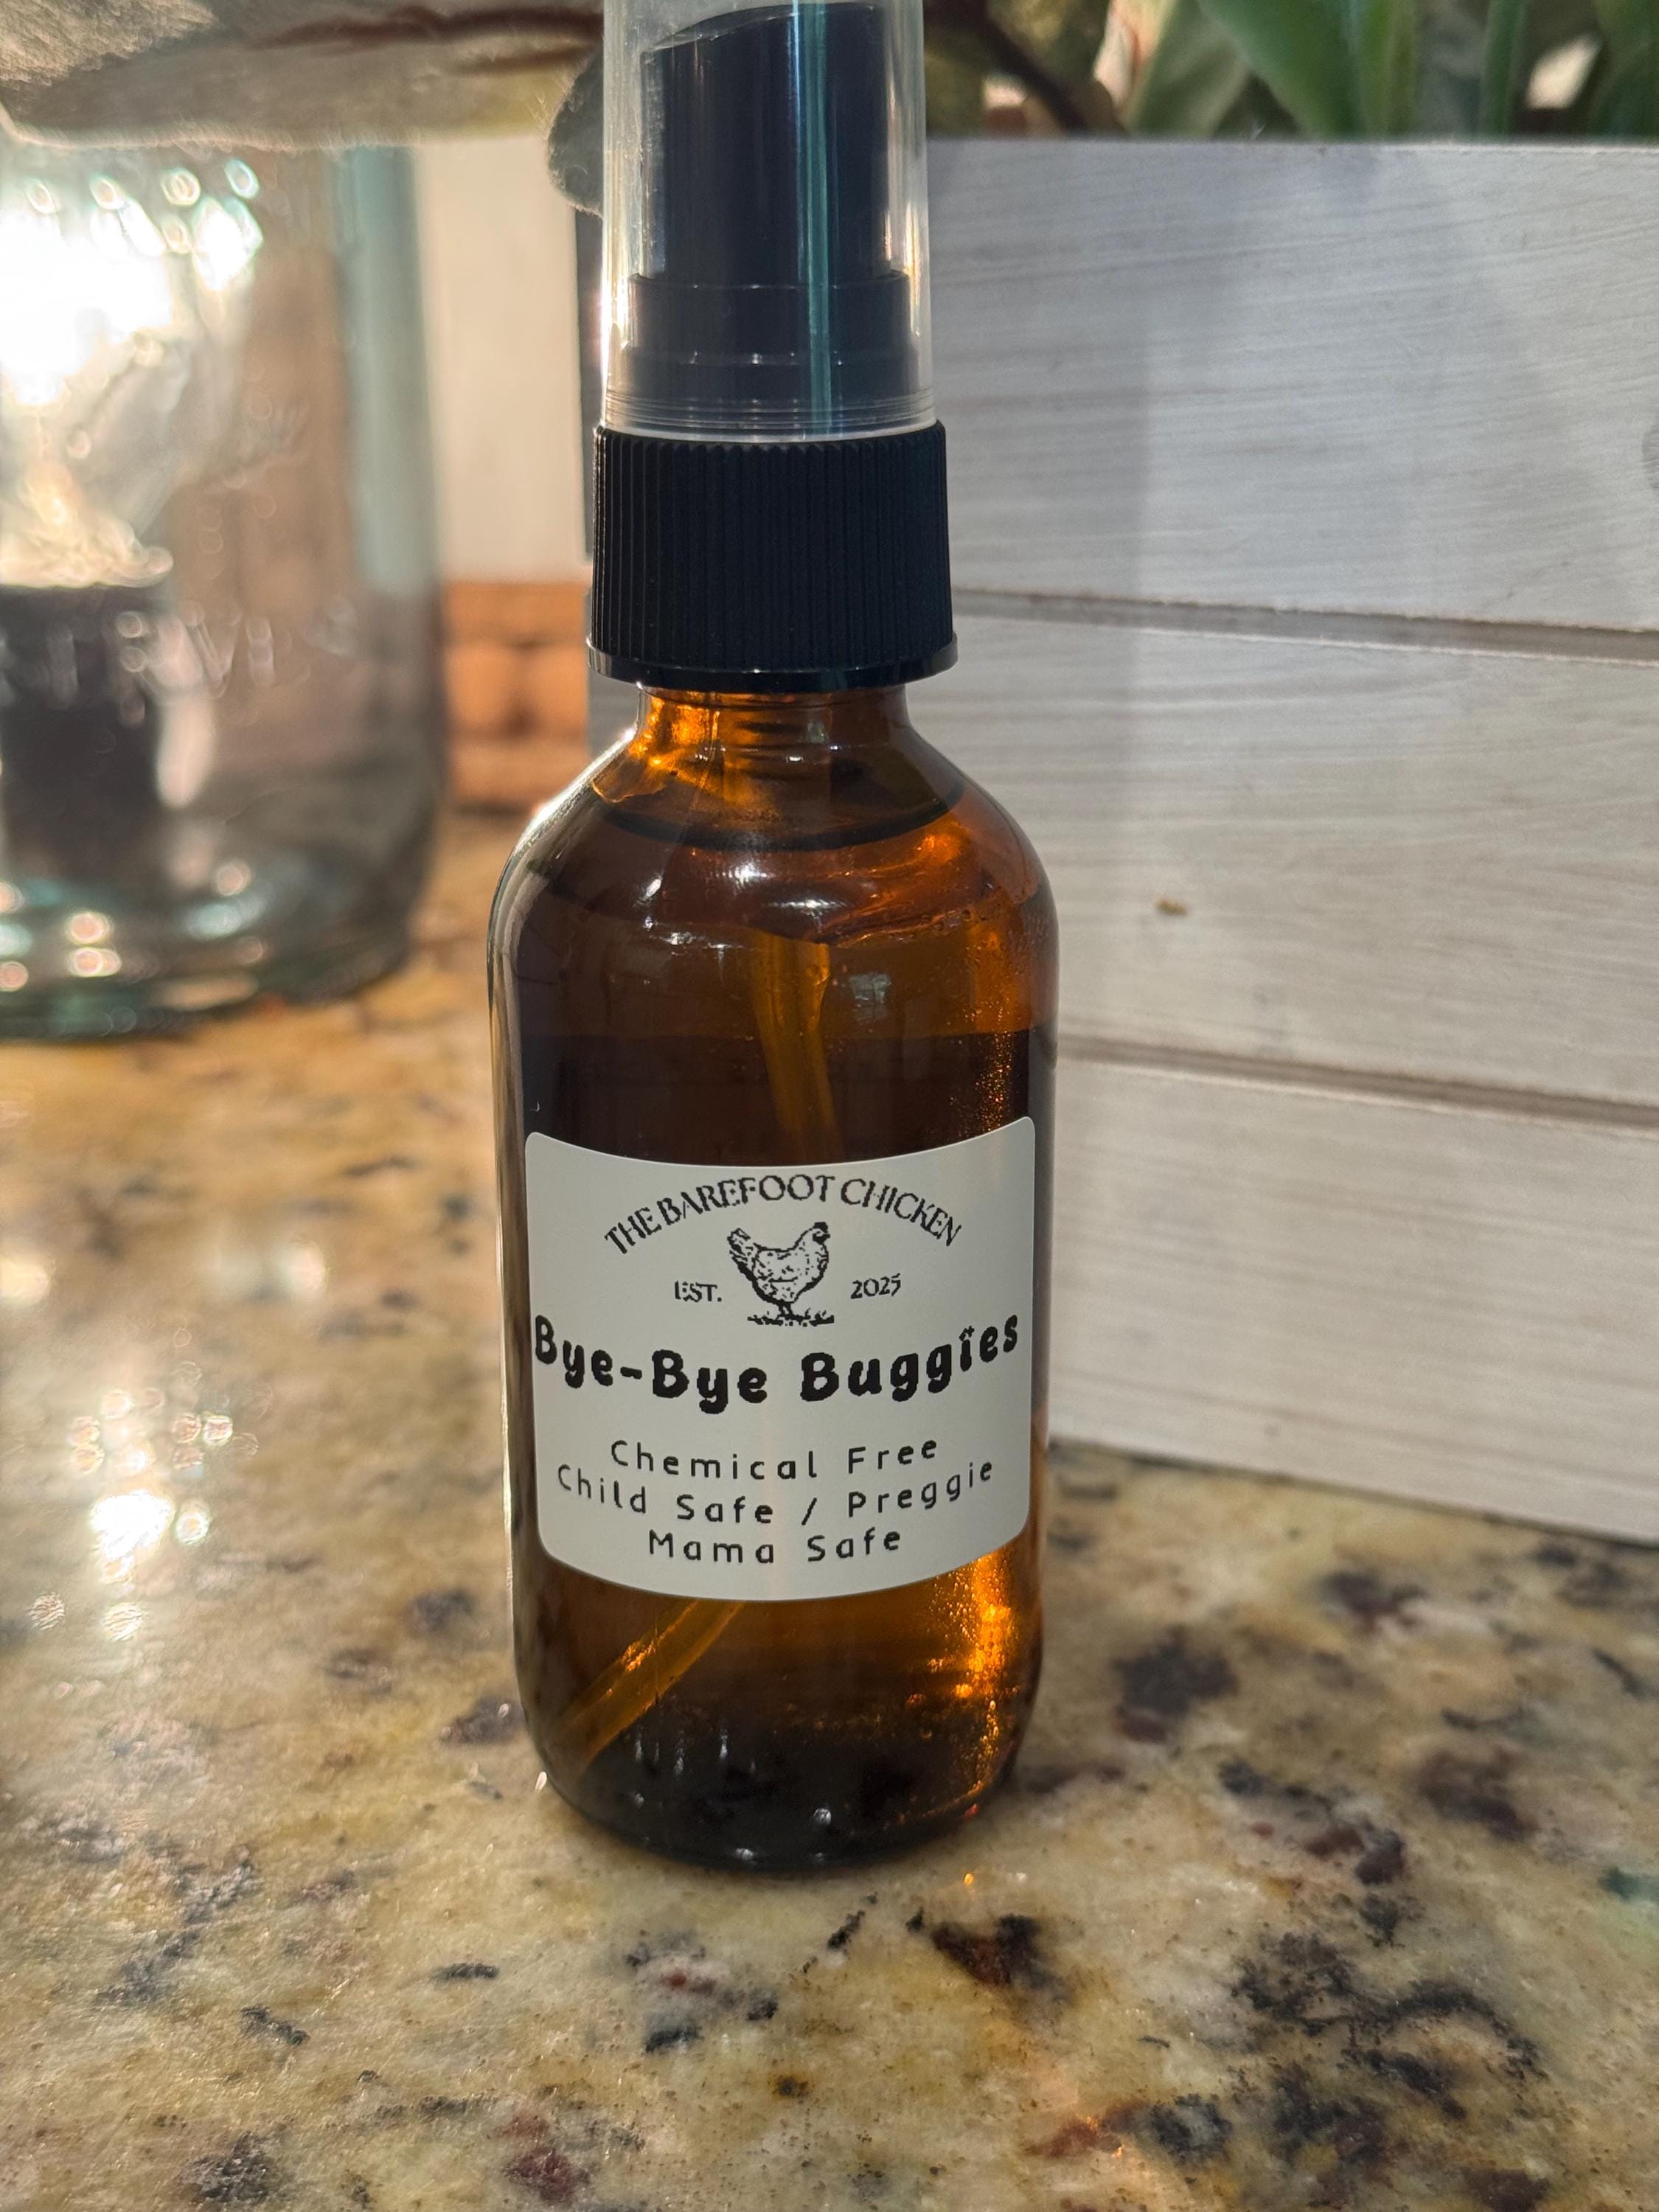 THE BAREFOOT CHICKEN
EST. 2025
Bye-Bye Buggies
Chemical Free
Child Safe / Preggie
Mama Safe